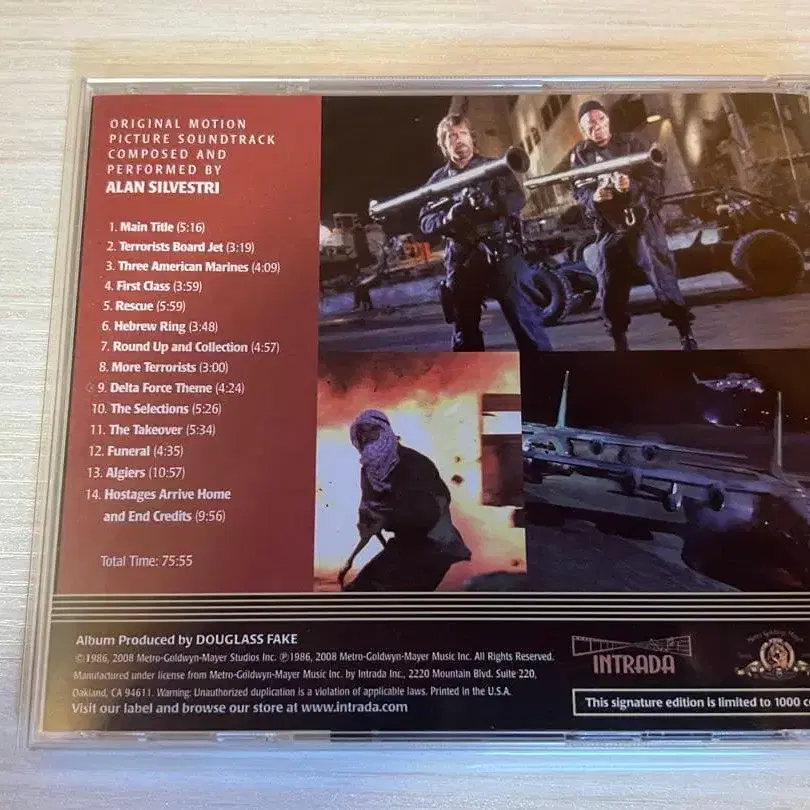 ORIGINAL MOTION
PICTURE SOUNDTRACK
COMPOSED AND
PERFORMED BY
ALAN SILVESTRI
1. Main Title (5:16)
2. Terrorists Board Jet (3:19)
3. Three American Marines (4:09)
4. First Class (3:59)
5. Rescue (5:59)
6. Hebrew Ring (3:48)
7. Round Up and Collection (4:57)
8. More Terrorists (3:00)
9. Delta Force Theme (4:24)
10. The Selections (5:26)
11. The Takeover (5:34)
12. Funeral (4:35)
13. Algiers (10:57)
14. Hostages Arrive Home
and End Credits (9:56)
Total Time: 75:55
Album Produced by DOUGLASS FAKE
©1986, 2008 Metro-Goldwyn-Mayer Studios Inc. ℗1986, 2008 Metro-Goldwyn-Mayer Music Inc. All Rights Reserved.
Manufactured under license from Metro-Goldwyn-Mayer Music Inc. by Intrada Inc., 2220 Mountain Blvd. Suite 220,
Oakland, CA 94611. Warning: Unauthorized duplication is a violation of applicable laws. Printed in the U.S.A.
Visit our label and browse our store at www.intrada.com
INTRADA
This signature edition is limited to 1000